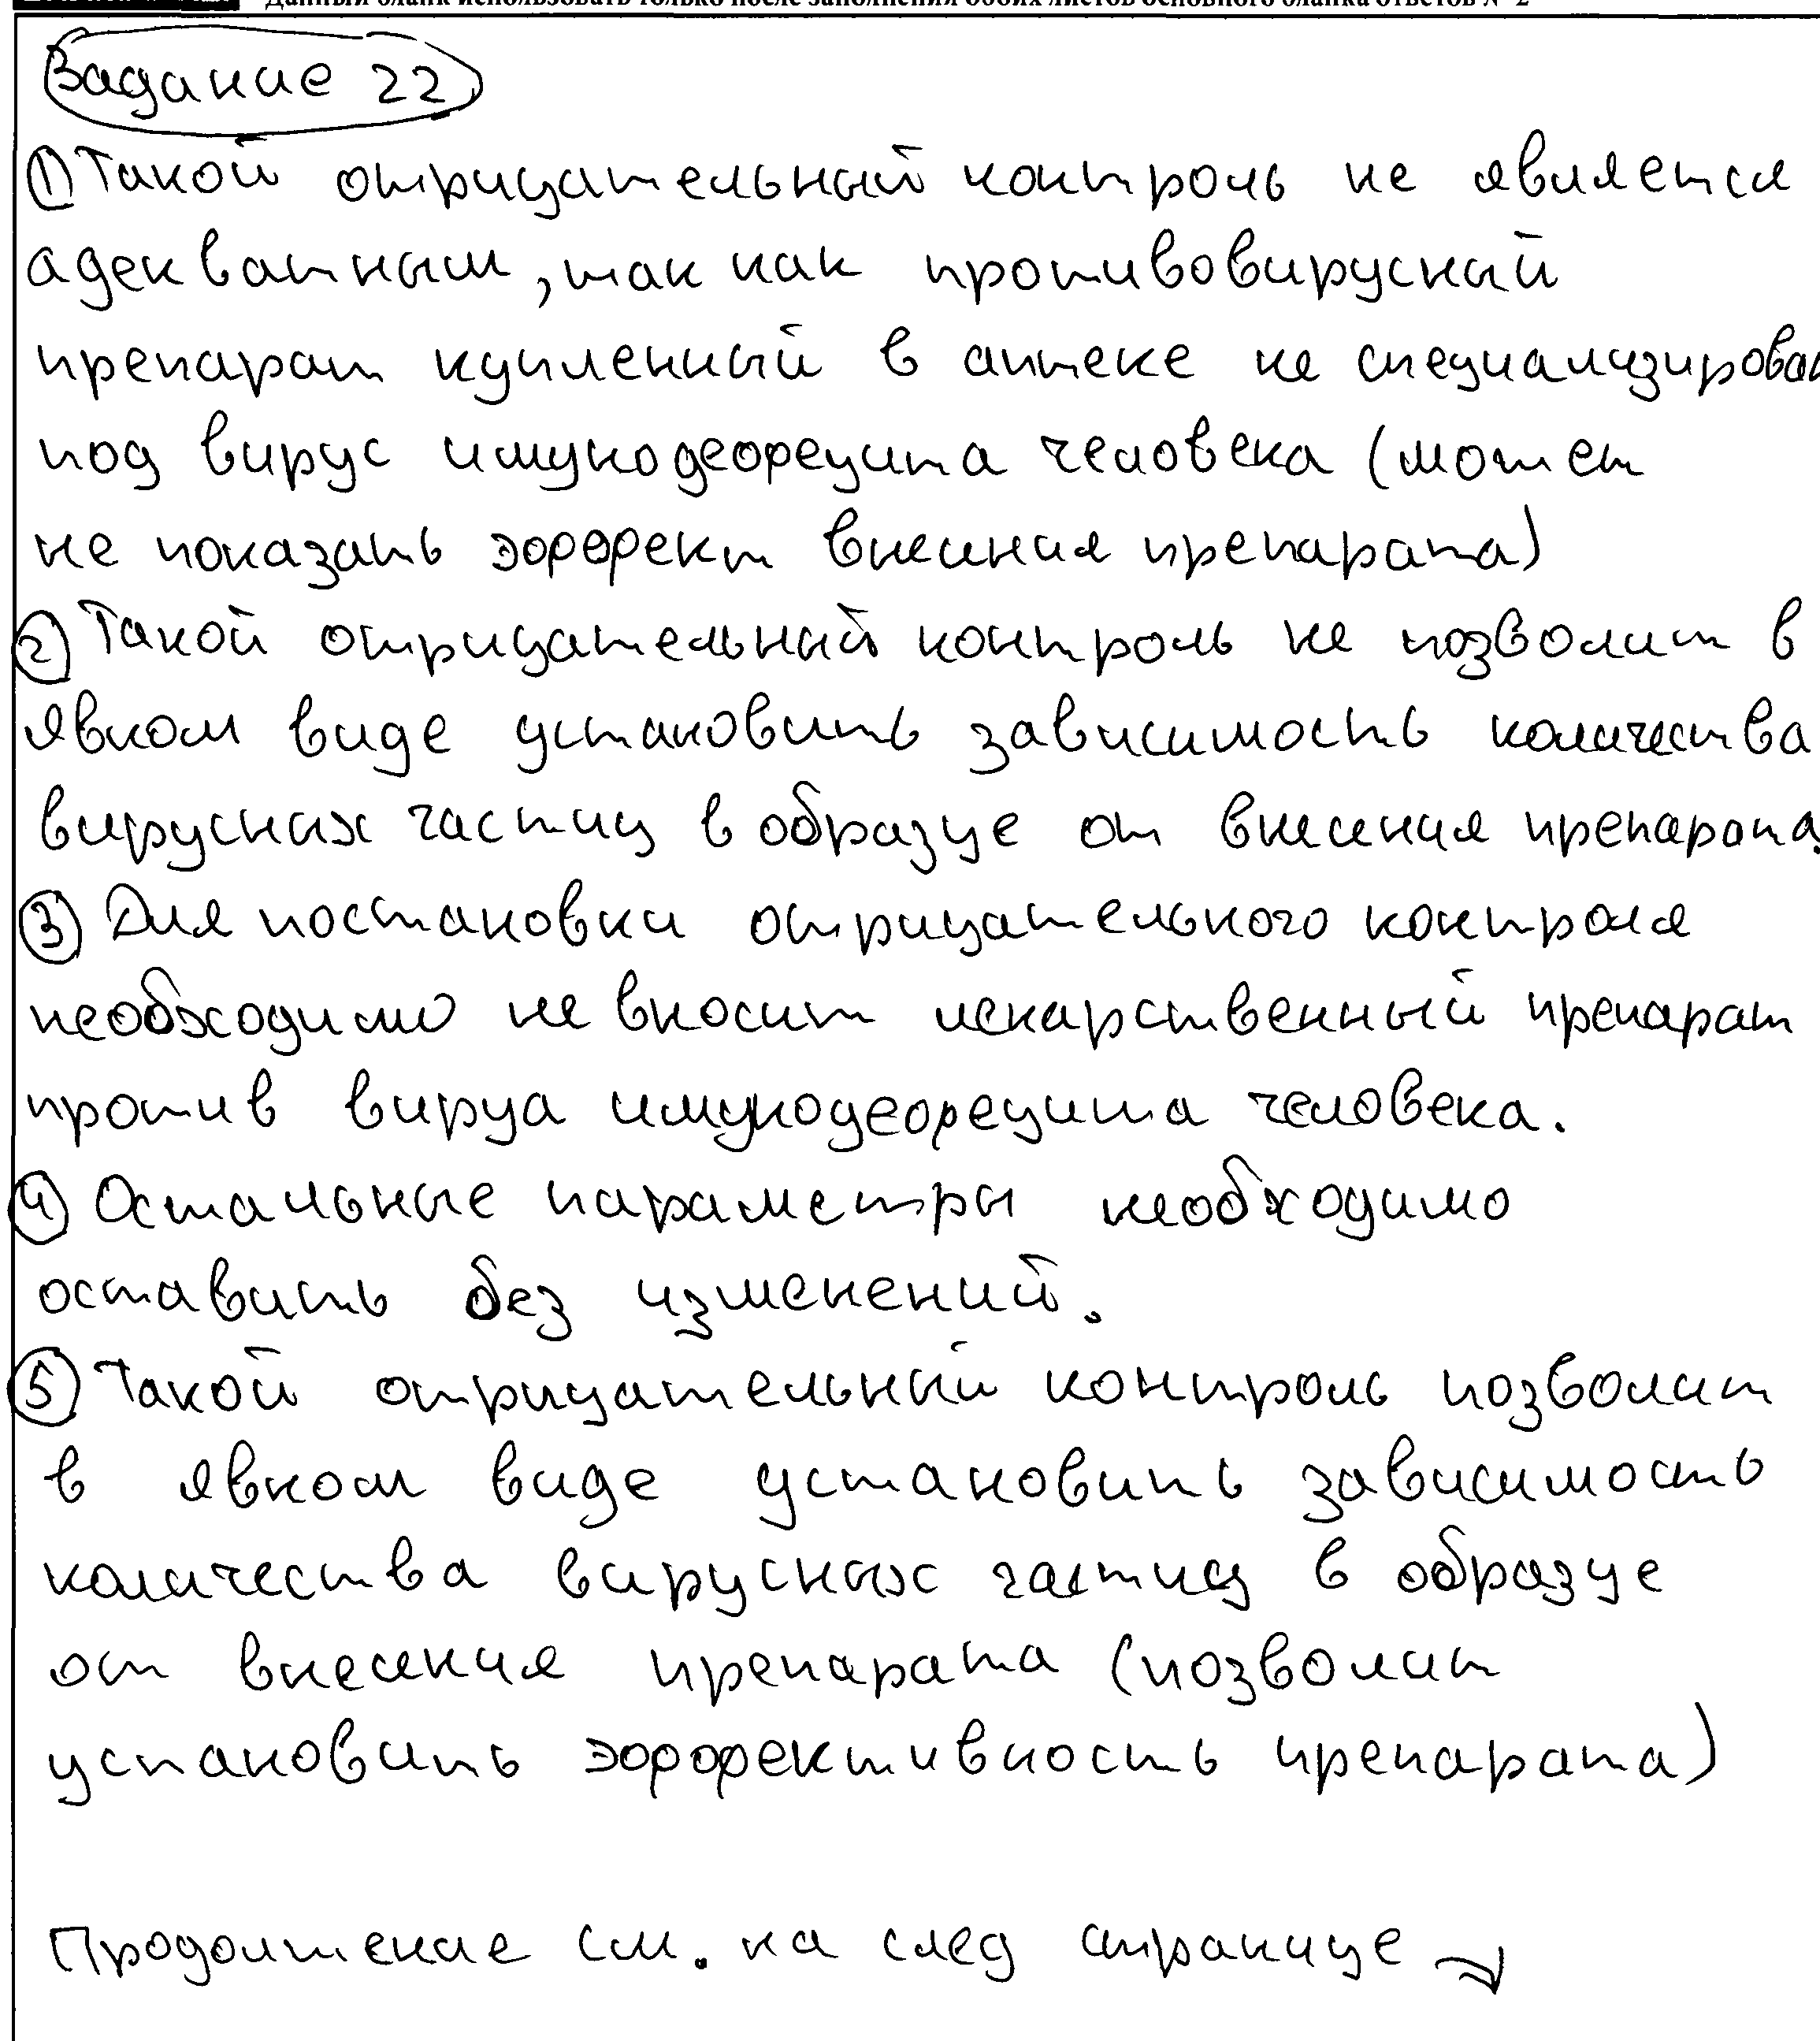 Данный бланк использовать только после заполнения обоих листов основного бланка ответов № 2
Задание 22
① Такой отрицательный контроль не является
адекватным, так как противовирусный
препарат купленный в аптеке не специализирован
под вирус имунодефецита человека (может
не показать эффект внесния препарата)
② Такой отрицательный контроль не позволит в
явном виде установить зависимость количества
вирусных частиц в образце от внесения препарата.
③ Для постановки отрицательного контроля
необходимо не вносит лекарственный препарат
против вируа имунодефецита человека.
④ Остальные параметры необходимо
оставить без изменений.
⑤ Такой отрицательный контроль позволит
в явном виде установить зависимость
количества вирусных частиц в образце
от внесения препарата (позволит
установить эффективность препарата)
Продолжение см. на след странице →